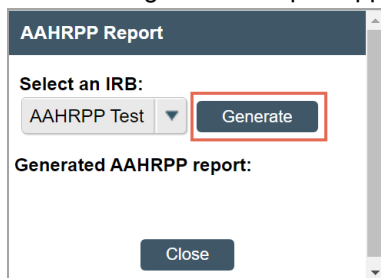 AAHRPP Report
Select an IRB:
AAHRPP Test Generate
Generated AAHRPP report:
Close